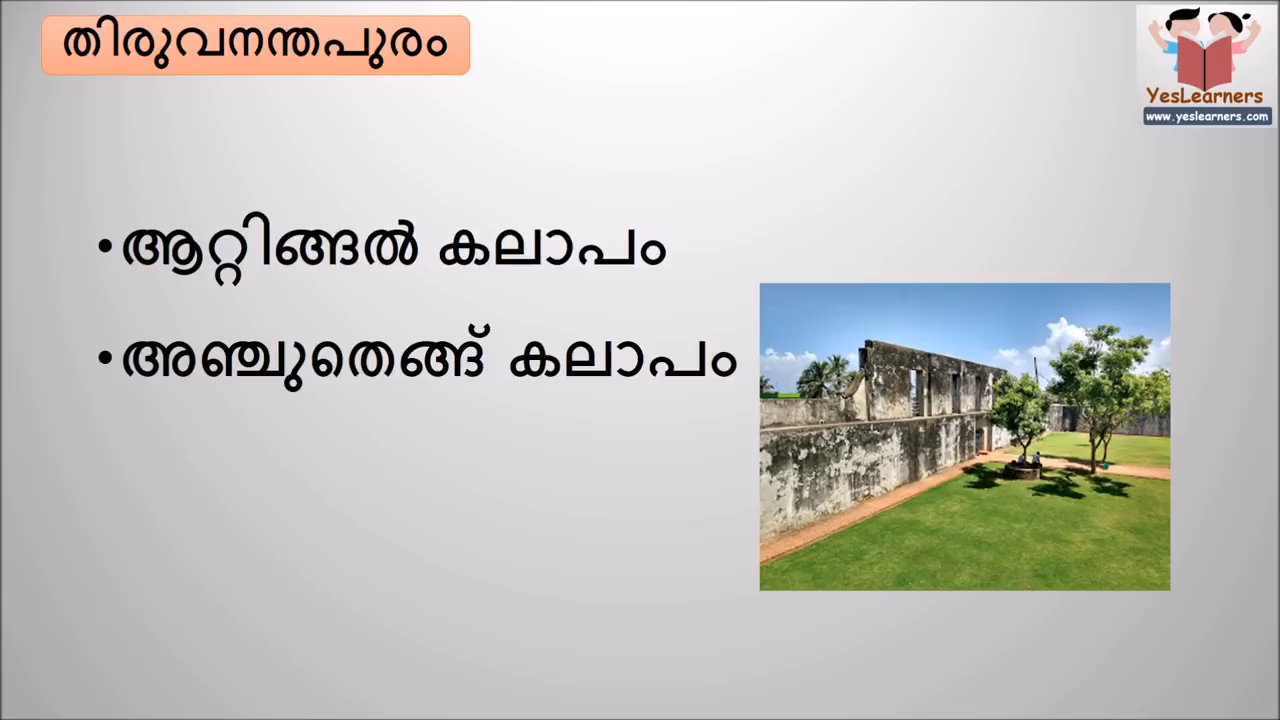 തിരുവനന്തപുരം
YesLearners
www.yeslearners.com
•ആറ്റിങ്ങൽ കലാപം
•അഞ്ചുതെങ്ങ് കലാപം